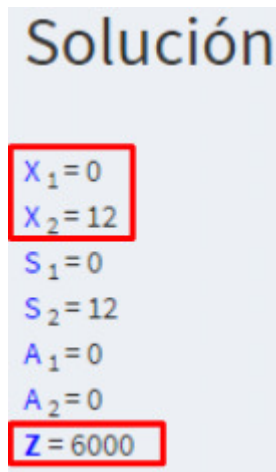 Solución
X₁=0
X₂=12
S₁=0
S₂=12
A₁=0
A₂=0
Z=6000